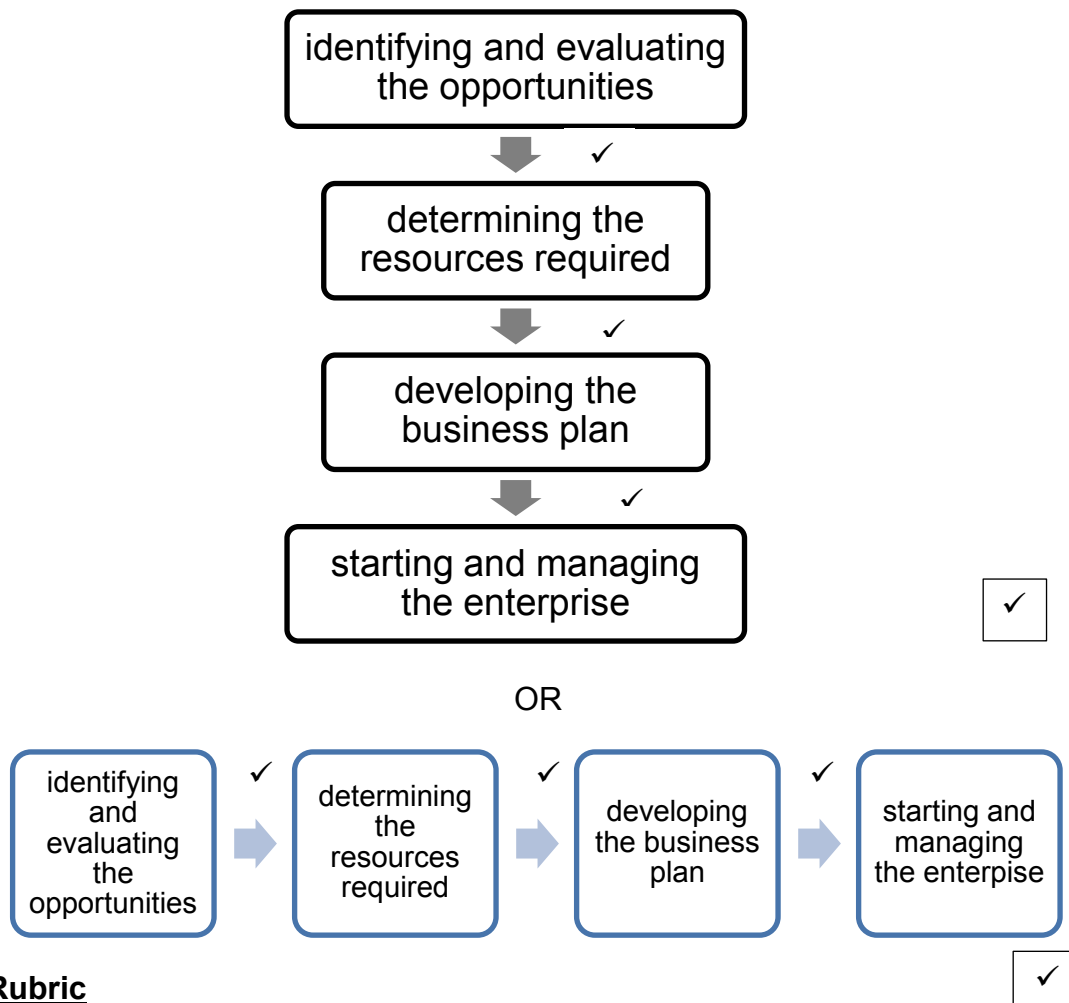 identifying and evaluating
the opportunities
✓
determining the
resources required
✓
developing the
business plan
✓
starting and managing
the enterprise
✓
OR
identifying
and
evaluating
the
opportunities
✓
determining
the
resources
required
✓
developing
the business
plan
✓
starting and
managing
the enterpise
✓
Rubric